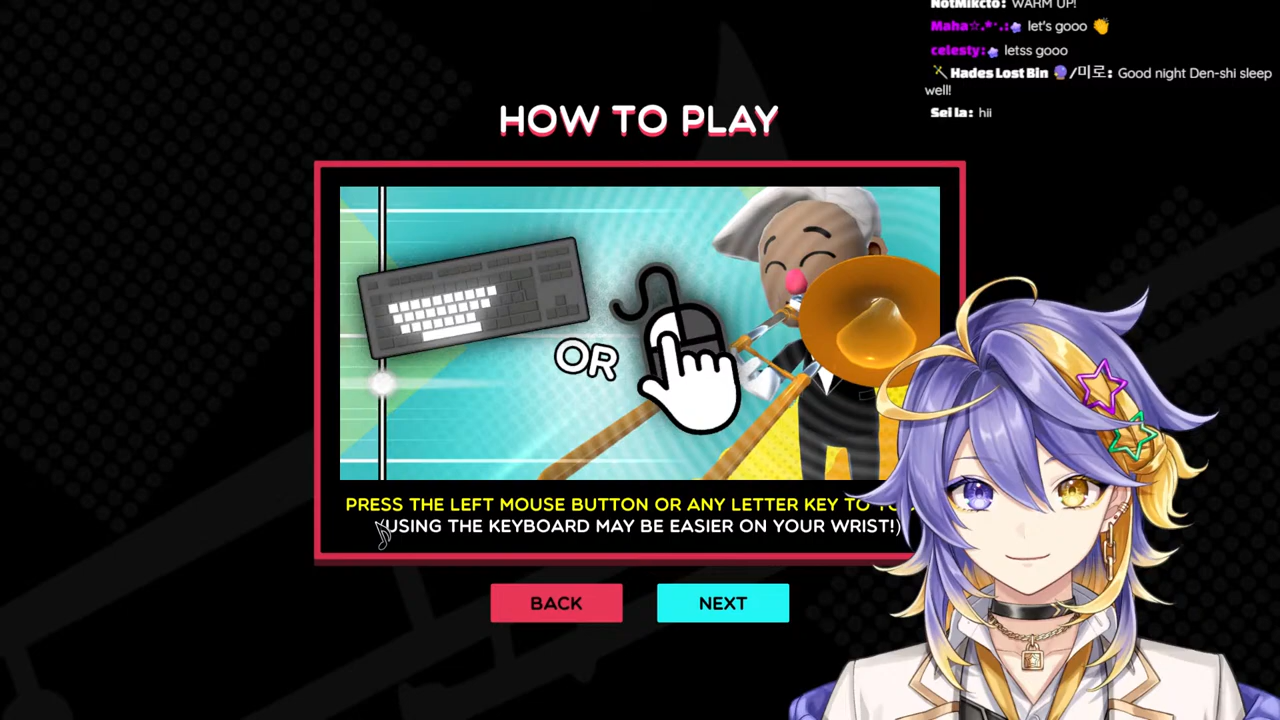 NotMikcto: WARM UP!
Maha☆.*･.: let's gooo 👏
celesty: letss gooo
Hades Lost Bin 🔮/미로: Good night Den-shi sleep
well!
Sei la: hii
HOW TO PLAY
OR
PRESS THE LEFT MOUSE BUTTON OR ANY LETTER KEY TO
(USING THE KEYBOARD MAY BE EASIER ON YOUR WRIST!)
BACK
NEXT